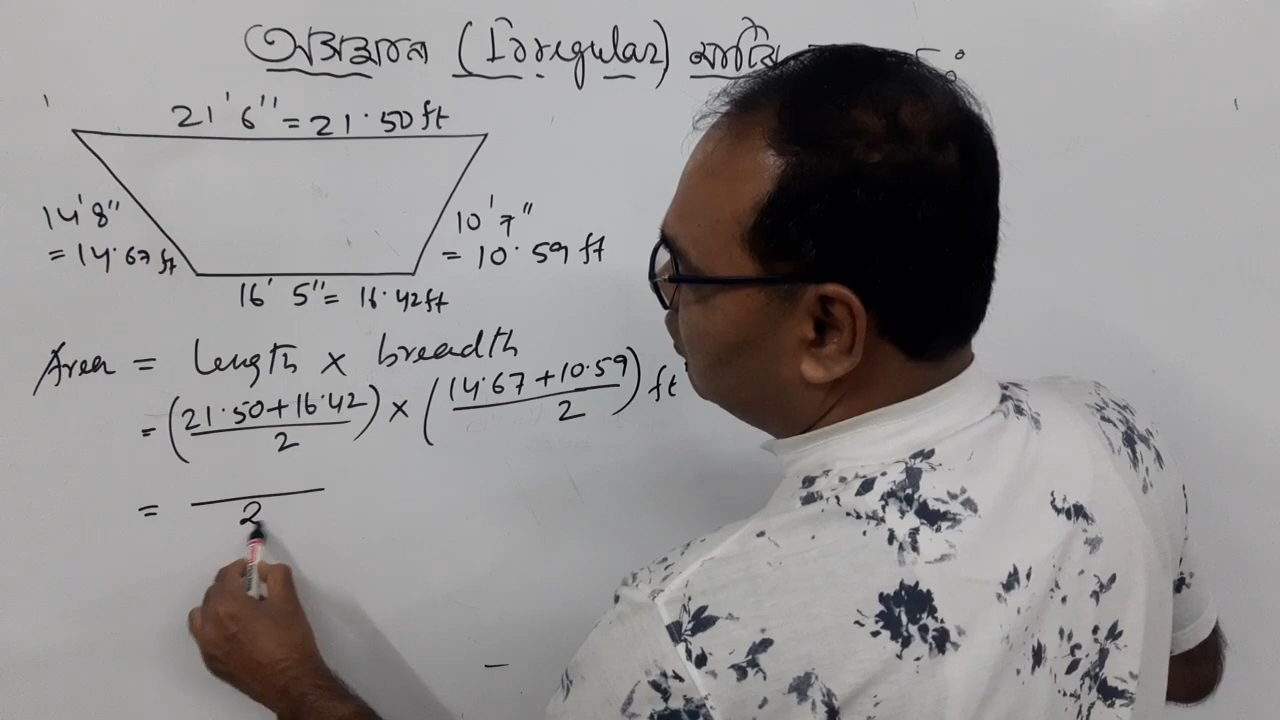 অসমান (Irregular) মাটির
21' 6" = 21.50 ft
14' 8"
= 14.67 ft
10' 7"
= 10.59 ft
16' 5" = 16.42 ft
Area = length × breadth
= (21.50+16.42/2) × (14.67+10.59/2) ft
= /2